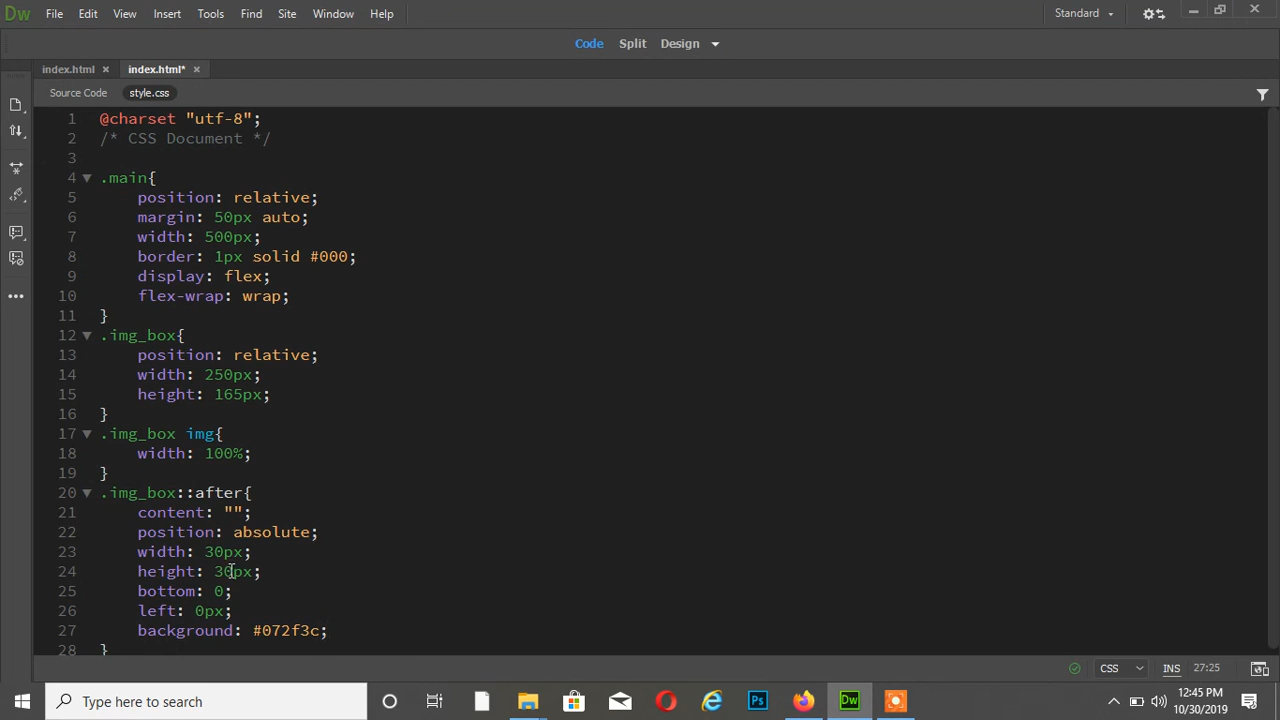 Dw File Edit View Insert Tools Find Site Window Help Standard
Code Split Design
index.html × index.html* ×
Source Code style.css
1 @charset "utf-8";
2 /* CSS Document */
3
4 .main{
5 position: relative;
6 margin: 50px auto;
7 width: 500px;
8 border: 1px solid #000;
9 display: flex;
10 flex-wrap: wrap;
11 }
12 .img_box{
13 position: relative;
14 width: 250px;
15 height: 165px;
16 }
17 .img_box img{
18 width: 100%;
19 }
20 .img_box::after{
21 content: "";
22 position: absolute;
23 width: 30px;
24 height: 30px;
25 bottom: 0;
26 left: 0px;
27 background: #072f3c;
28 }
CSS INS 27:25
Type here to search Ps Dw 12:45 PM
10/30/2019